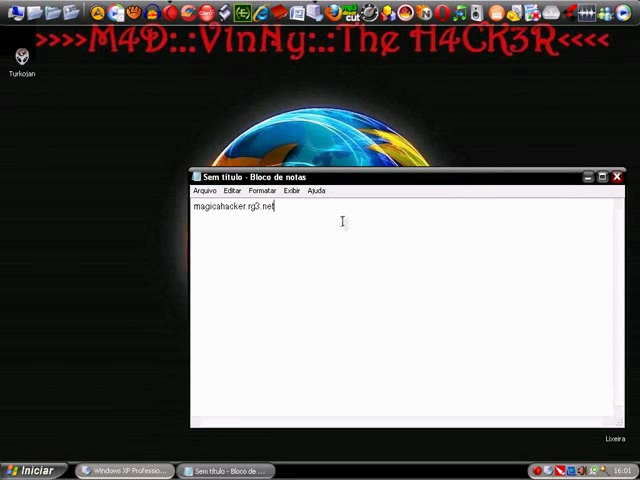 >>>>M4D:.:V1nNy:.:The H4CK3R<<<<
Turkojan
Sem título - Bloco de notas
Arquivo Editar Formatar Exibir Ajuda
magicahacker.rg3.net
Lixeira
Iniciar Windows XP Professio... Sem título - Bloco de ... 16:01